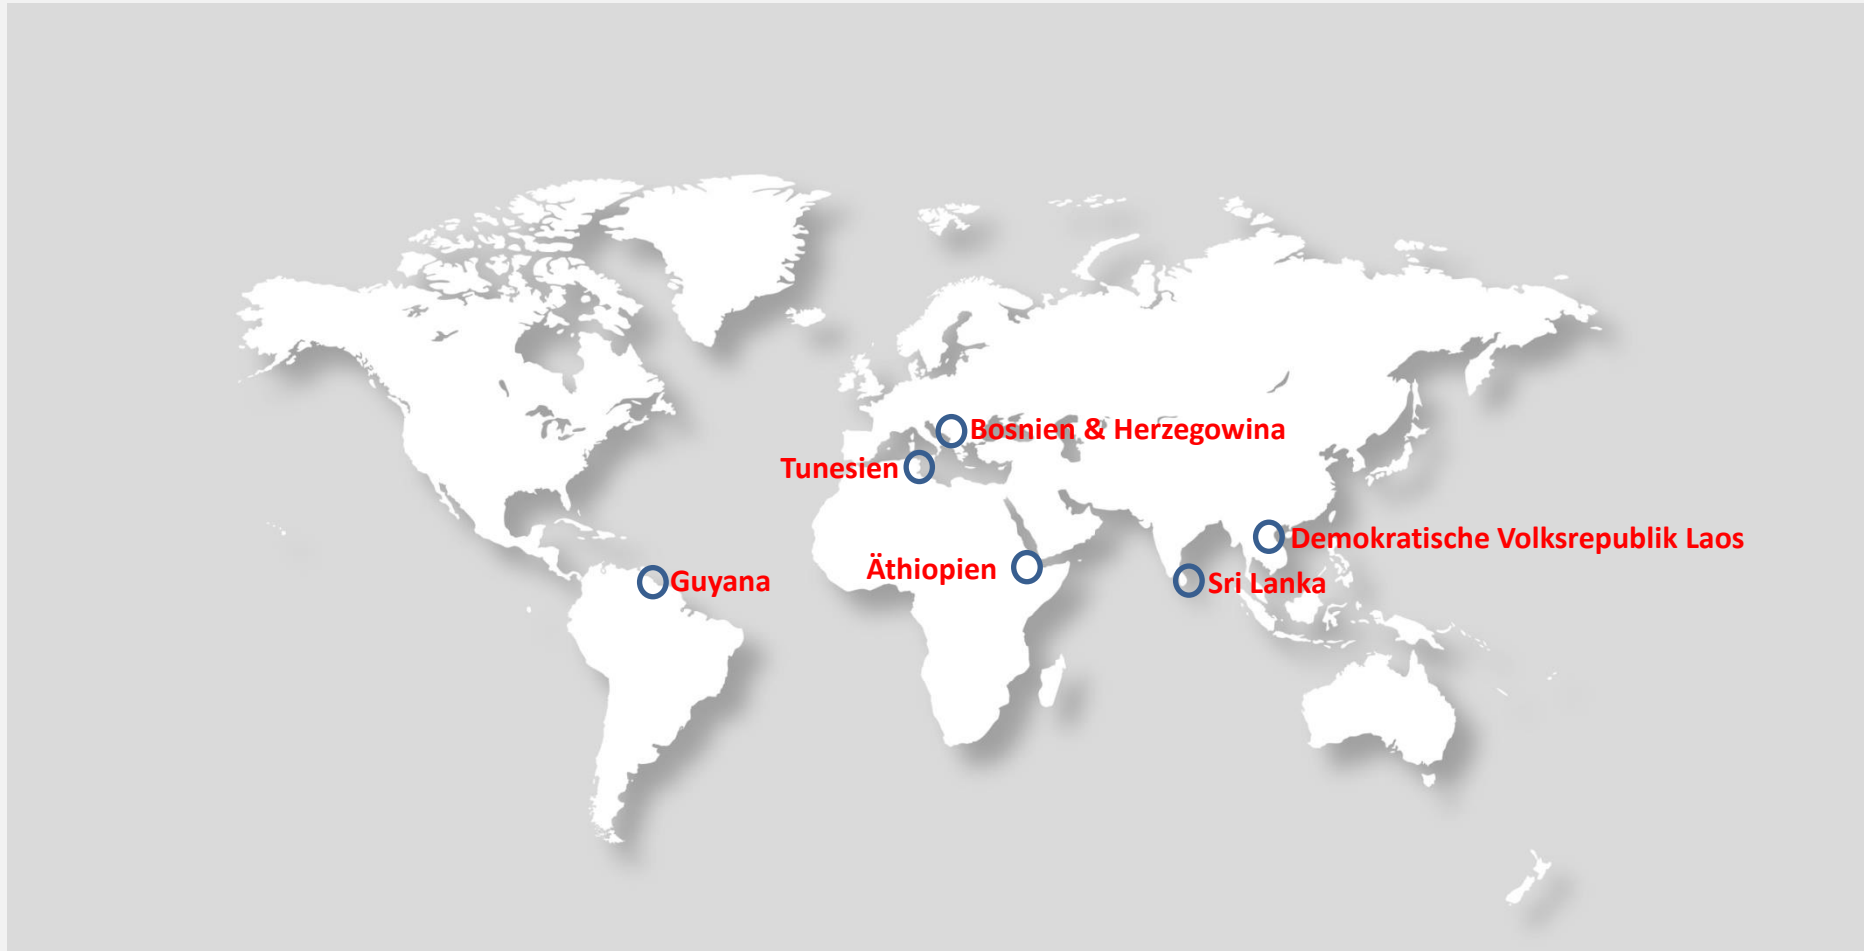 Bosnien & Herzegowina
Tunesien
Demokratische Volksrepublik Laos
Äthiopien
Guyana
Sri Lanka